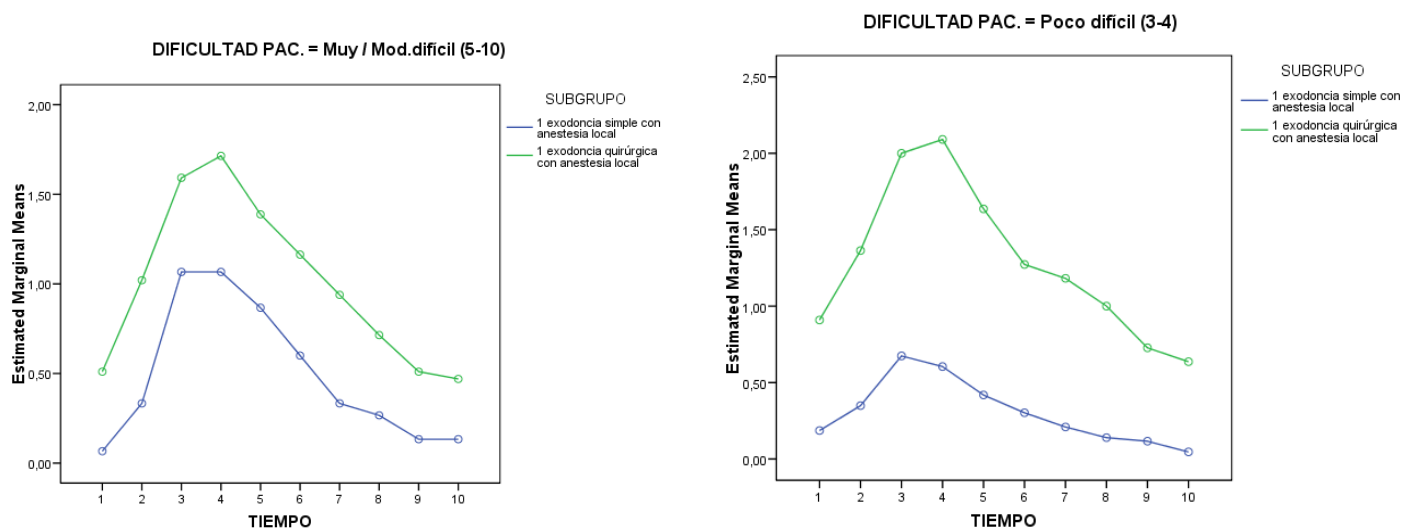 DIFICULTAD PAC. = Muy / Mod.difícil (5-10)
2,00
1,50
1,00
0,50
0,00
Estimated Marginal Means
1 2 3 4 5 6 7 8 9 10
TIEMPO
SUBGRUPO
1 exodoncia simple con
anestesia local
1 exodoncia quirúrgica
con anestesia local
DIFICULTAD PAC. = Poco difícil (3-4)
2,50
2,00
1,50
1,00
0,50
0,00
Estimated Marginal Means
1 2 3 4 5 6 7 8 9 10
TIEMPO
SUBGRUPO
1 exodoncia simple con
anestesia local
1 exodoncia quirúrgica
con anestesia local